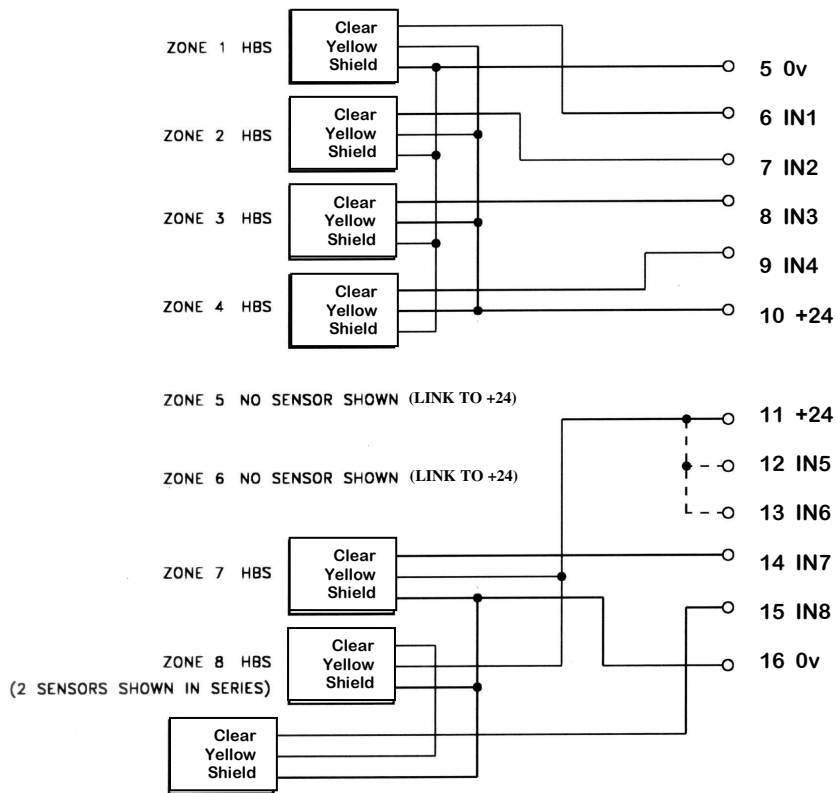 ZONE 1 HBS
Clear
Yellow
Shield
ZONE 2 HBS
Clear
Yellow
Shield
ZONE 3 HBS
Clear
Yellow
Shield
ZONE 4 HBS
Clear
Yellow
Shield
5 0v
6 IN1
7 IN2
8 IN3
9 IN4
10 +24
ZONE 5 NO SENSOR SHOWN (LINK TO +24)
ZONE 6 NO SENSOR SHOWN (LINK TO +24)
11 +24
12 IN5
13 IN6
ZONE 7 HBS
Clear
Yellow
Shield
14 IN7
15 IN8
16 0v
ZONE 8 HBS
(2 SENSORS SHOWN IN SERIES)
Clear
Yellow
Shield
Clear
Yellow
Shield